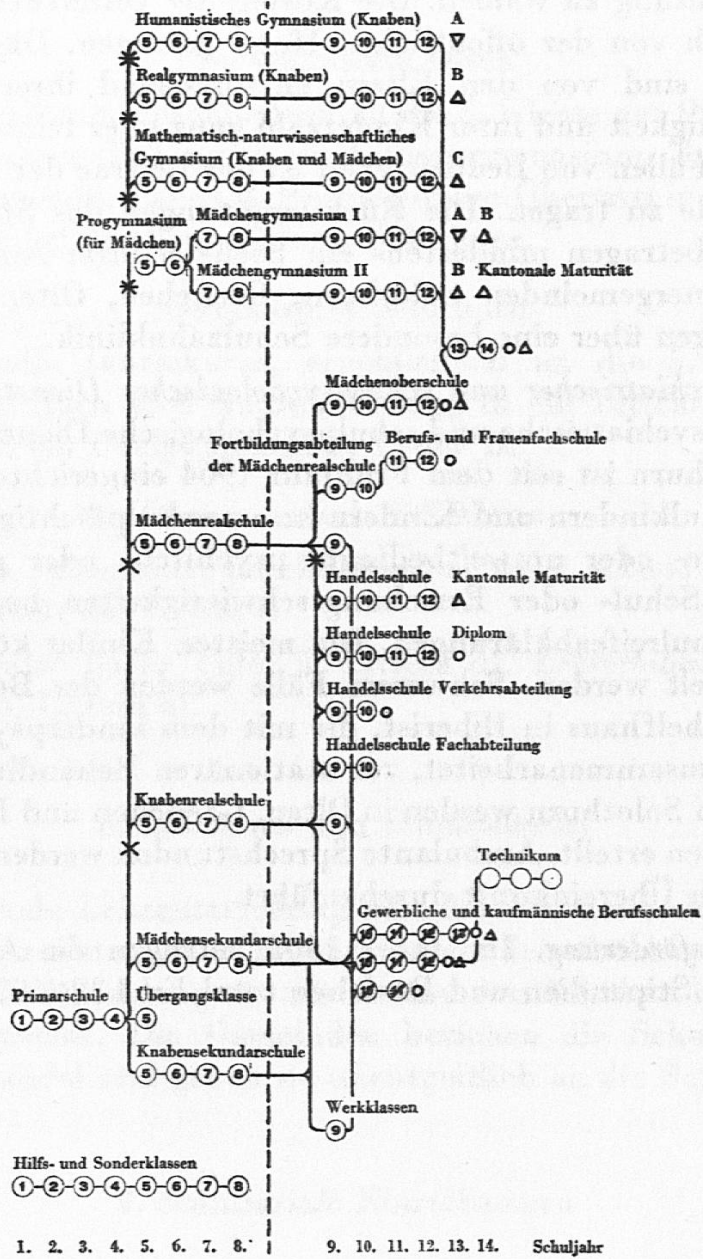 Humanistisches Gymnasium (Knaben) A
5 6 7 8 9 10 11 12
Realgymnasium (Knaben) B
5 6 7 8 9 10 11 12
Mathematisch-naturwissenschaftliches
Gymnasium (Knaben und Mädchen) C
5 6 7 8 9 10 11 12
Progymnasium
(für Mädchen)
5 6
Mädchengymnasium I A B
7 8 9 10 11 12
Mädchengymnasium II B Kantonale Maturität
7 8 9 10 11 12
13 14
Mädchenoberschule
9 10 11 12
Fortbildungsabteilung
der Mädchenrealschule
9 10
Berufs- und Frauenfachschule
11 12
Mädchenrealschule
5 6 7 8 9
Handelsschule Kantonale Maturität
9 10 11 12
Handelsschule Diplom
9 10 11 12
Handelsschule Verkehrsabteilung
9 10
Handelsschule Fachabteilung
9 10
Knabenrealschule
5 6 7 8 9
Technikum
Gewerbliche und kaufmännische Berufsschulen
10 11 12 13
Mädchensekundarschule
5 6 7 8 10 11 12
10 11
Primarschule Übergangsklasse
1 2 3 4 5
Knabensekundarschule
5 6 7 8
Werkklassen
9
Hilfs- und Sonderklassen
1 2 3 4 5 6 7 8
1. 2. 3. 4. 5. 6. 7. 8. 9. 10. 11. 12. 13. 14. Schuljahr